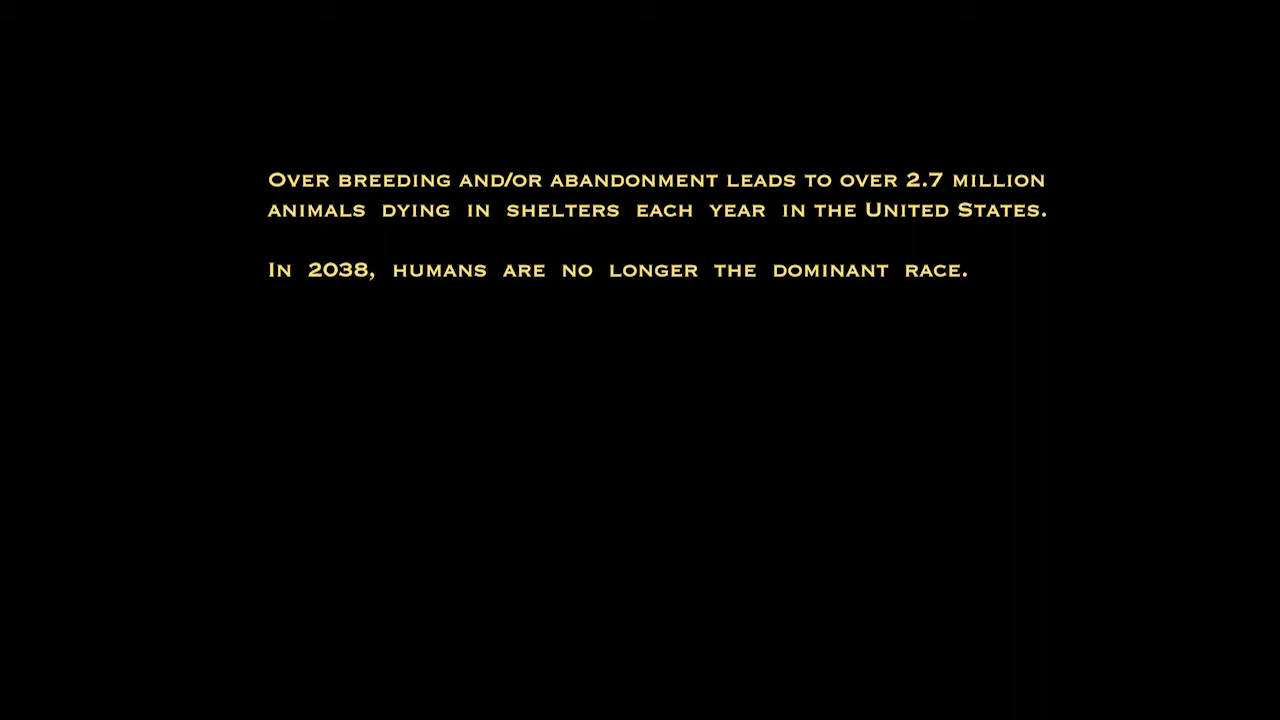 Over breeding and/or abandonment leads to over 2.7 million
animals dying in shelters each year in the United States.
In 2038, humans are no longer the dominant race.